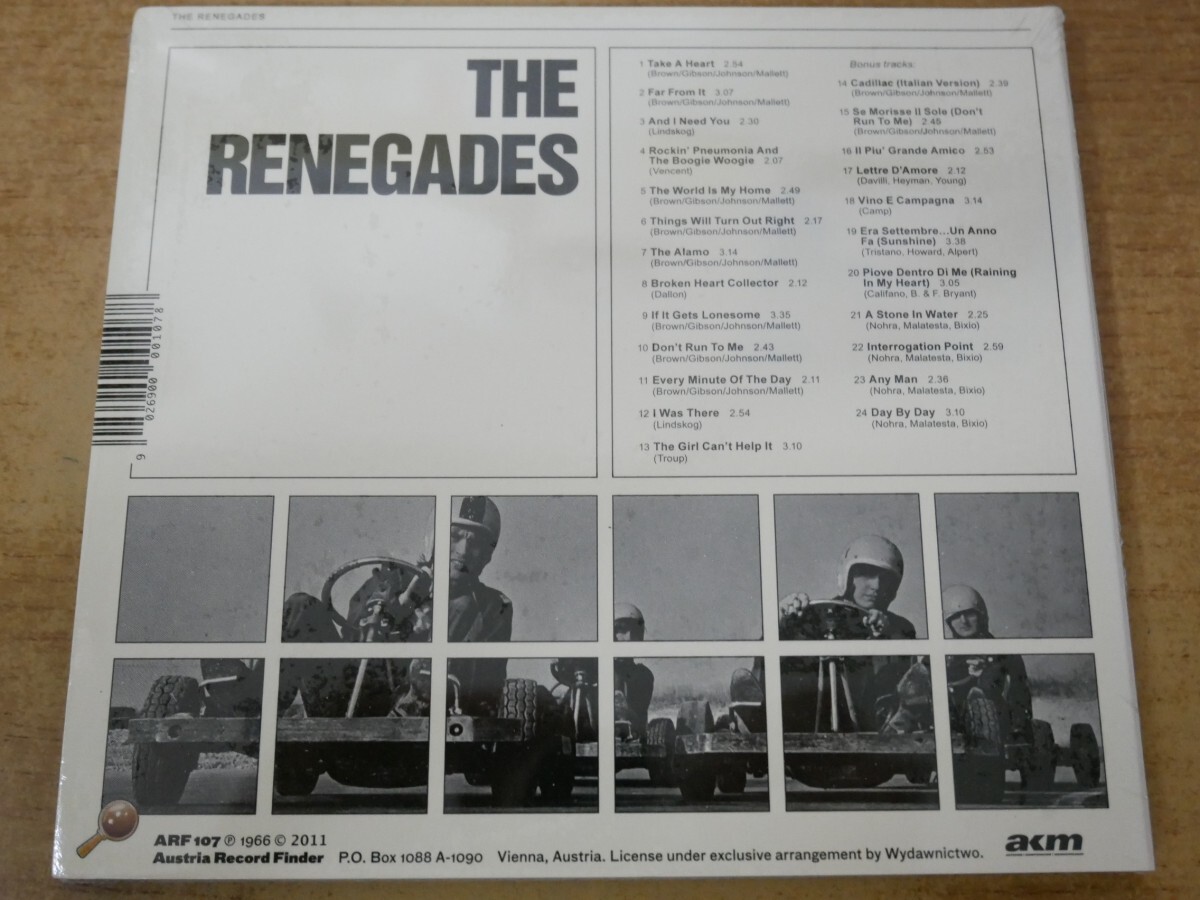 THE RENEGADES
THE
RENEGADES
1 Take A Heart 2.54
(Brown/Gibson/Johnson/Mallett)
2 Far From It 3.07
(Brown/Gibson/Johnson/Mallett)
3 And I Need You 2.30
(Lindskog)
4 Rockin' Pneumonia And
The Boogie Woogie 2.07
(Vencent)
5 The World Is My Home 2.49
(Brown/Gibson/Johnson/Mallett)
6 Things Will Turn Out Right 2.17
(Brown/Gibson/Johnson/Mallett)
7 The Alamo 3.14
(Brown/Gibson/Johnson/Mallett)
8 Broken Heart Collector 2.12
(Dallon)
9 If It Gets Lonesome 3.35
(Brown/Gibson/Johnson/Mallett)
10 Don't Run To Me 2.43
(Brown/Gibson/Johnson/Mallett)
11 Every Minute Of The Day 2.11
(Brown/Gibson/Johnson/Mallett)
12 I Was There 2.54
(Lindskog)
13 The Girl Can't Help It 3.10
(Troup)
Bonus tracks:
14 Cadillac (Italian Version) 2.39
(Brown/Gibson/Johnson/Mallett)
15 Se Morisse Il Sole (Don't
Run To Me) 2.45
(Brown/Gibson/Johnson/Mallett)
16 Il Piu' Grande Amico 2.53
17 Lettre D'Amore 2.12
(Davilli, Heyman, Young)
18 Vino E Campagna 3.14
(Camp)
19 Era Settembre...Un Anno
Fa (Sunshine) 3.38
(Tristano, Howard, Alpert)
20 Piove Dentro Di Me (Raining
In My Heart) 3.05
(Califano, B. & F. Bryant)
21 A Stone In Water 2.25
(Nohra, Malatesta, Bixio)
22 Interrogation Point 2.59
(Nohra, Malatesta, Bixio)
23 Any Man 2.36
(Nohra, Malatesta, Bixio)
24 Day By Day 3.10
(Nohra, Malatesta, Bixio)
9 026900 001078
ARF 107 ℗ 1966 © 2011
Austria Record Finder P.O. Box 1088 A-1090 Vienna, Austria. License under exclusive arrangement by Wydawnictwo.
akm